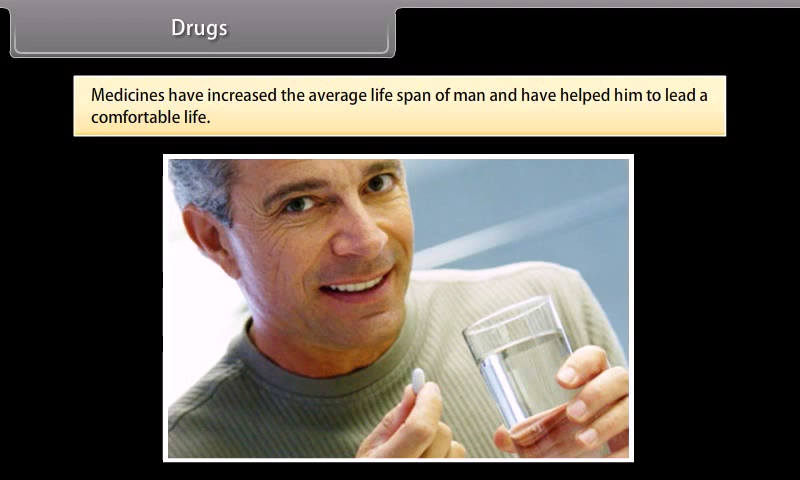 Drugs
Medicines have increased the average life span of man and have helped him to lead a
comfortable life.